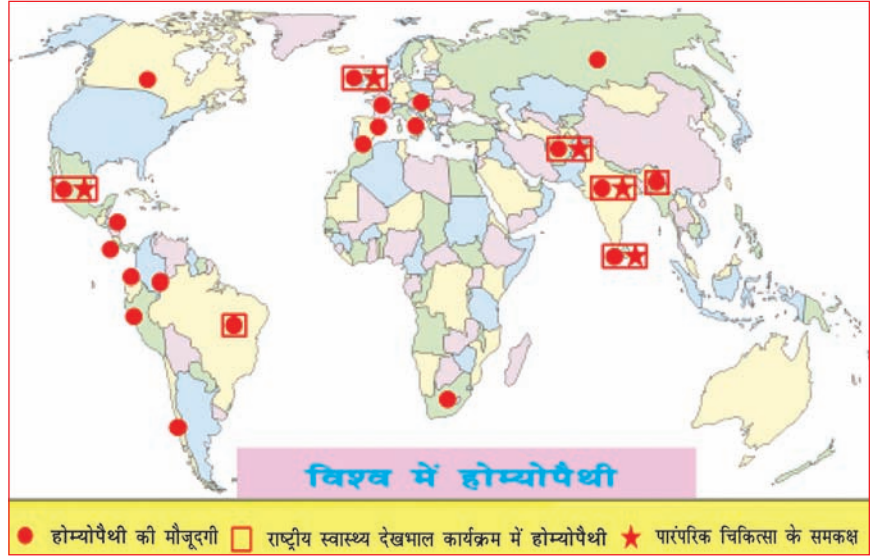 विश्व में होम्योपैथी
होम्योपैथी की मौजूदगी राष्ट्रीय स्वास्थ्य देखभाल कार्यक्रम में होम्योपैथी पारंपरिक चिकित्सा के समकक्ष